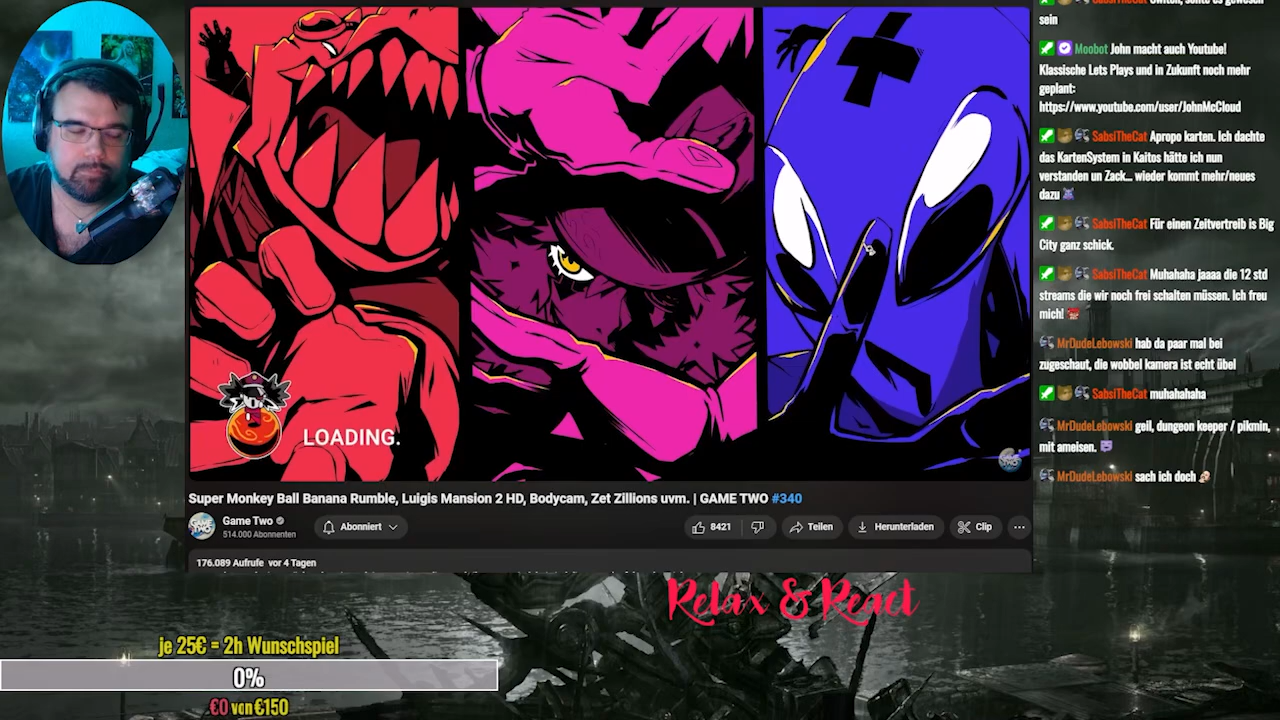 LOADING.
GAME TWO
Super Monkey Ball Banana Rumble, Luigis Mansion 2 HD, Bodycam, Zet Zillions uvm. | GAME TWO #340
Game Two
514.000 Abonnenten
Abonniert
8421
Teilen
Herunterladen
Clip
176.089 Aufrufe vor 4 Tagen
Relax & React
je 25€ = 2h Wunschspiel
0%
€0 von €150
sein
Moobot John macht auch Youtube!
Klassische Lets Plays und in Zukunft noch mehr
geplant:
https://www.youtube.com/user/JohnMcCloud
SabsiTheCat Apropo karten. Ich dachte
das KartenSystem in Kaitos hätte ich nun
verstanden un Zack... wieder kommt mehr/neues
dazu
SabsiTheCat Für einen Zeitvertreib is Big
City ganz schick.
SabsiTheCat Muhahaha jaaaa die 12 std
streams die wir noch frei schalten müssen. Ich freu
mich!
MrDudeLebowski hab da paar mal bei
zugeschaut, die wobbel kamera ist echt übel
SabsiTheCat muhahahaha
MrDudeLebowski geil, dungeon keeper / pikmin,
mit ameisen.
MrDudeLebowski sach ich doch